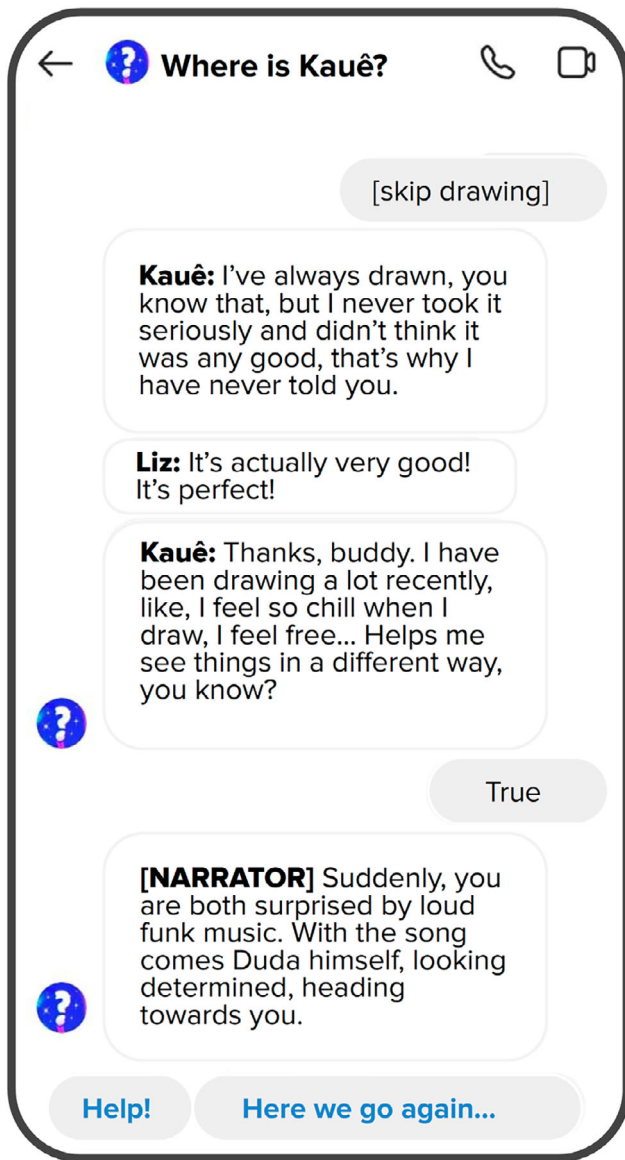 Where is Kauê?
[skip drawing]
Kauê: I’ve always drawn, you
know that, but I never took it
seriously and didn’t think it
was any good, that’s why I
have never told you.
Liz: It’s actually very good!
It’s perfect!
Kauê: Thanks, buddy. I have
been drawing a lot recently,
like, I feel so chill when I
draw, I feel free... Helps me
see things in a different way,
you know?
True
[NARRATOR] Suddenly, you
are both surprised by loud
funk music. With the song
comes Duda himself, looking
determined, heading
towards you.
Help!
Here we go again...